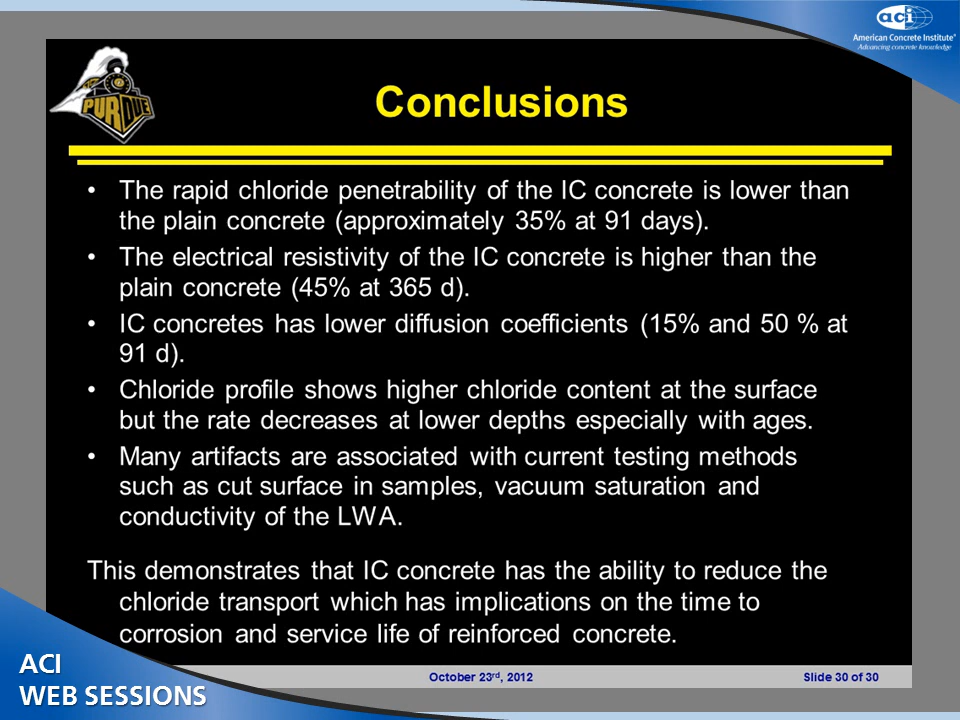 aci
American Concrete Institute®
Advancing concrete knowledge
PURDUE
Conclusions
• The rapid chloride penetrability of the IC concrete is lower than
the plain concrete (approximately 35% at 91 days).
• The electrical resistivity of the IC concrete is higher than the
plain concrete (45% at 365 d).
• IC concretes has lower diffusion coefficients (15% and 50 % at
91 d).
• Chloride profile shows higher chloride content at the surface
but the rate decreases at lower depths especially with ages.
• Many artifacts are associated with current testing methods
such as cut surface in samples, vacuum saturation and
conductivity of the LWA.
This demonstrates that IC concrete has the ability to reduce the
chloride transport which has implications on the time to
corrosion and service life of reinforced concrete.
October 23rd, 2012 Slide 30 of 30
ACI
WEB SESSIONS